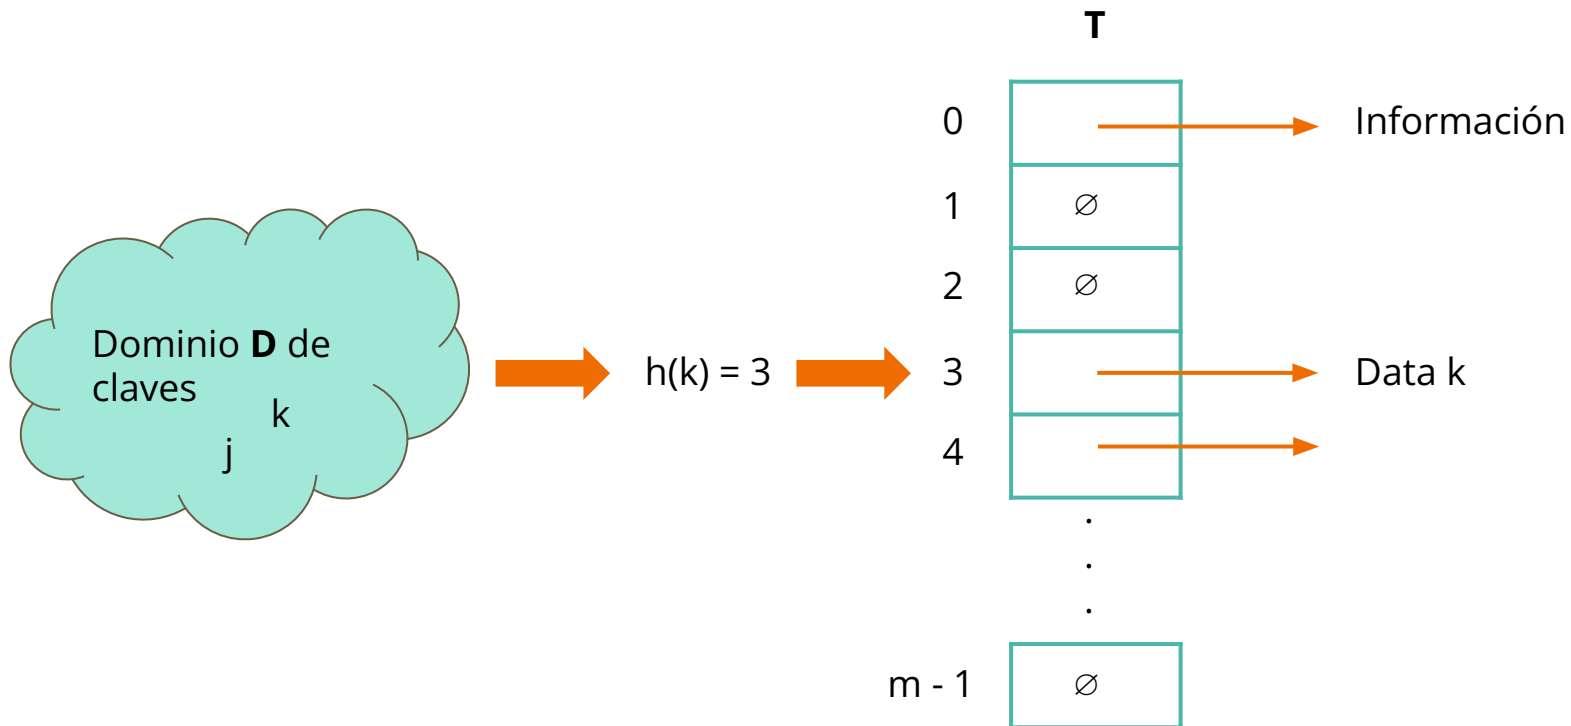 T
0
Información
1
∅
2
∅
Dominio D de
claves
k
j
h(k) = 3
3
Data k
4
.
.
.
m - 1
∅